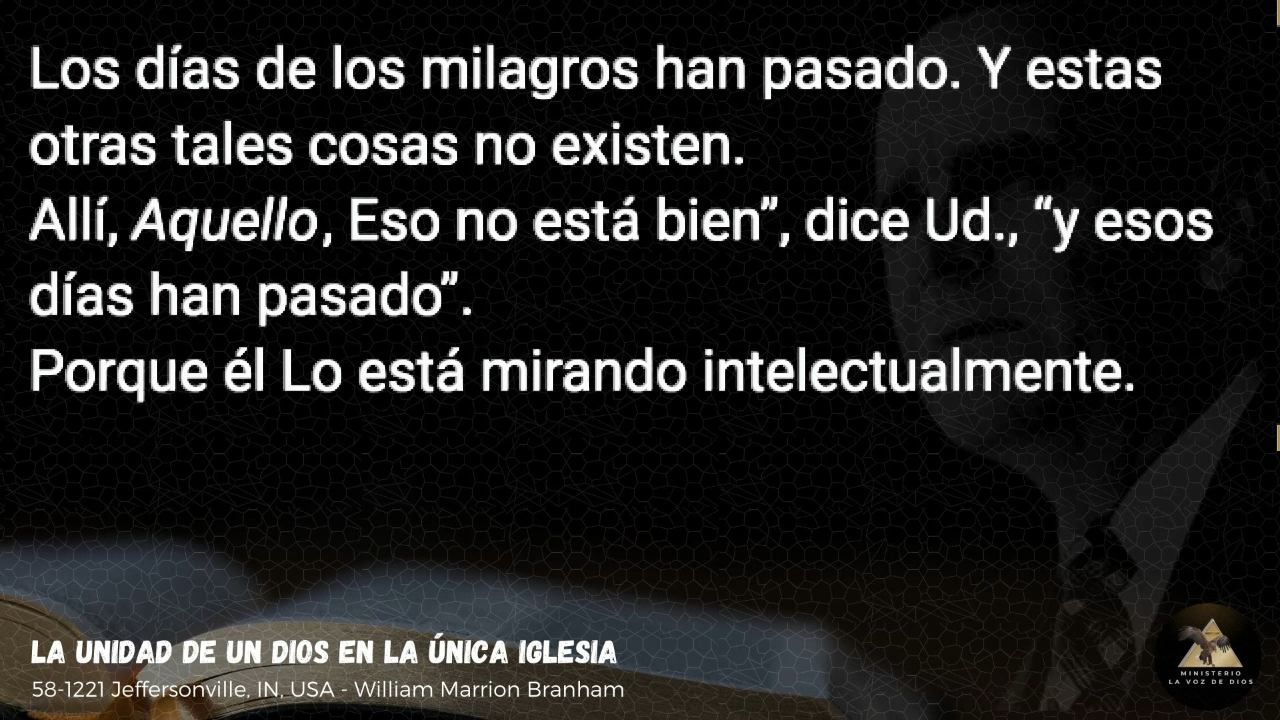 Los días de los milagros han pasado. Y estas
otras tales cosas no existen.
Allí, Aquello, Eso no está bien”, dice Ud., “y esos
días han pasado”.
Porque él Lo está mirando intelectualmente.
LA UNIDAD DE UN DIOS EN LA ÚNICA IGLESIA
58-1221 Jeffersonville, IN, USA - William Marrion Branham
MINISTERIO
LA VOZ DE DIOS